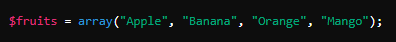 $fruits = array("Apple", "Banana", "Orange", "Mango");